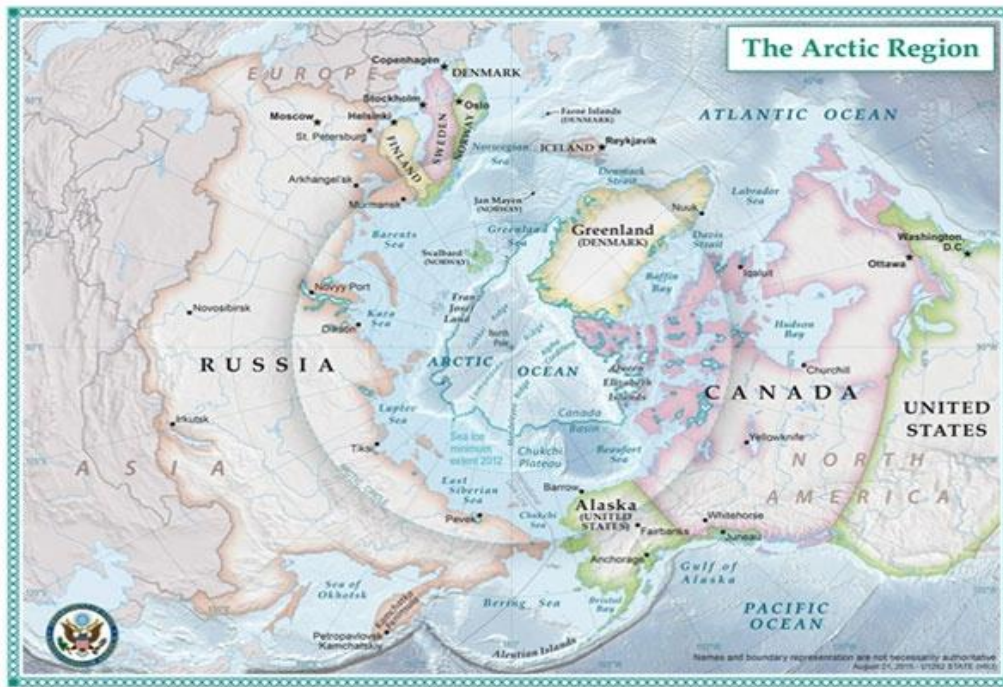 The Arctic Region
EUROPE
Copenhagen
DENMARK
Stockholm
Oslo
Moscow
Helsinki
St. Petersburg
FINLAND
SWEDEN
NORWAY
Norwegian
Sea
Faroe Islands
(DENMARK)
ICELAND
Reykjavik
Denmark
Strait
ATLANTIC OCEAN
Arkhangel'sk
Murmansk
Jan Mayen
(NORWAY)
Labrador
Sea
Nuuk
Barents
Sea
Greenland
Sea
Greenland
(DENMARK)
Davis
Strait
Washington,
D.C.
Svalbard
(NORWAY)
Baffin
Bay
Iqaluit
Ottawa
Novyy Port
Franz
Josef
Land
Novosibirsk
Kara
Sea
Dikson
North
Pole
Hudson
Bay
RUSSIA
ARCTIC
OCEAN
Queen
Elizabeth
Islands
Churchill
CANADA
UNITED
STATES
Irkutsk
Laptev
Sea
Canada
Basin
Tiksi
Sea Ice
minimum
extent 2012
Chukchi
Plateau
Beaufort
Sea
Yellowknife
ASIA
NORTH
AMERICA
East
Siberian
Sea
Barrow
Alaska
(UNITED
STATES)
Pevek
Chukchi
Sea
Fairbanks
Whitehorse
Juneau
Anchorage
Gulf of
Alaska
Sea of
Okhotsk
Bering Sea
Bristol
Bay
PACIFIC
OCEAN
Petropavlovsk
Kamchatskiy
Aleutian Islands
Names and boundary representation are not necessarily authoritative